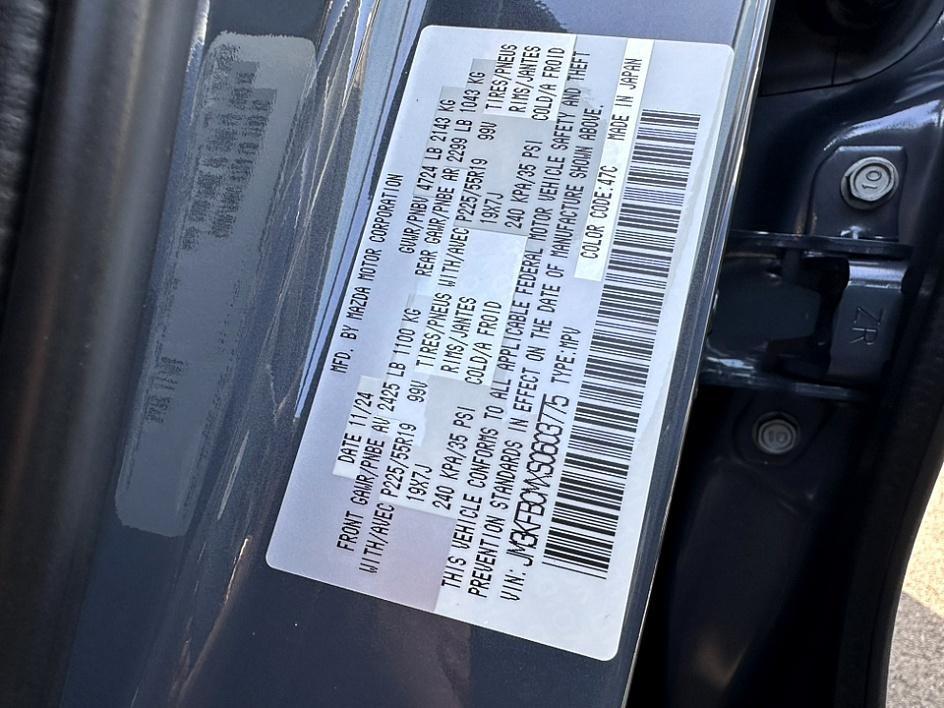 MFD. BY MAZDA MOTOR CORPORATION
DATE 11/24 GVWR/PNBV 4724 LB 2143 KG
FRONT GAWR/PNBE AV 2425 LB 1100 KG REAR GAWR/PNBE AR 2299 LB 1043 KG
WITH/AVEC P225/55R19 99V TIRES/PNEUS WITH/AVEC P225/55R19 99V TIRES/PNEUS
19X7J RIMS/JANTES 19X7J RIMS/JANTES
240 KPA/35 PSI COLD/A FROID 240 KPA/35 PSI COLD/A FROID
THIS VEHICLE CONFORMS TO ALL APPLICABLE FEDERAL MOTOR VEHICLE SAFETY AND THEFT
PREVENTION STANDARDS IN EFFECT ON THE DATE OF MANUFACTURE SHOWN ABOVE.
VIN: JM3KFBCMXS0603775 TYPE:MPV COLOR CODE:47C MADE IN JAPAN
10
ZR
10